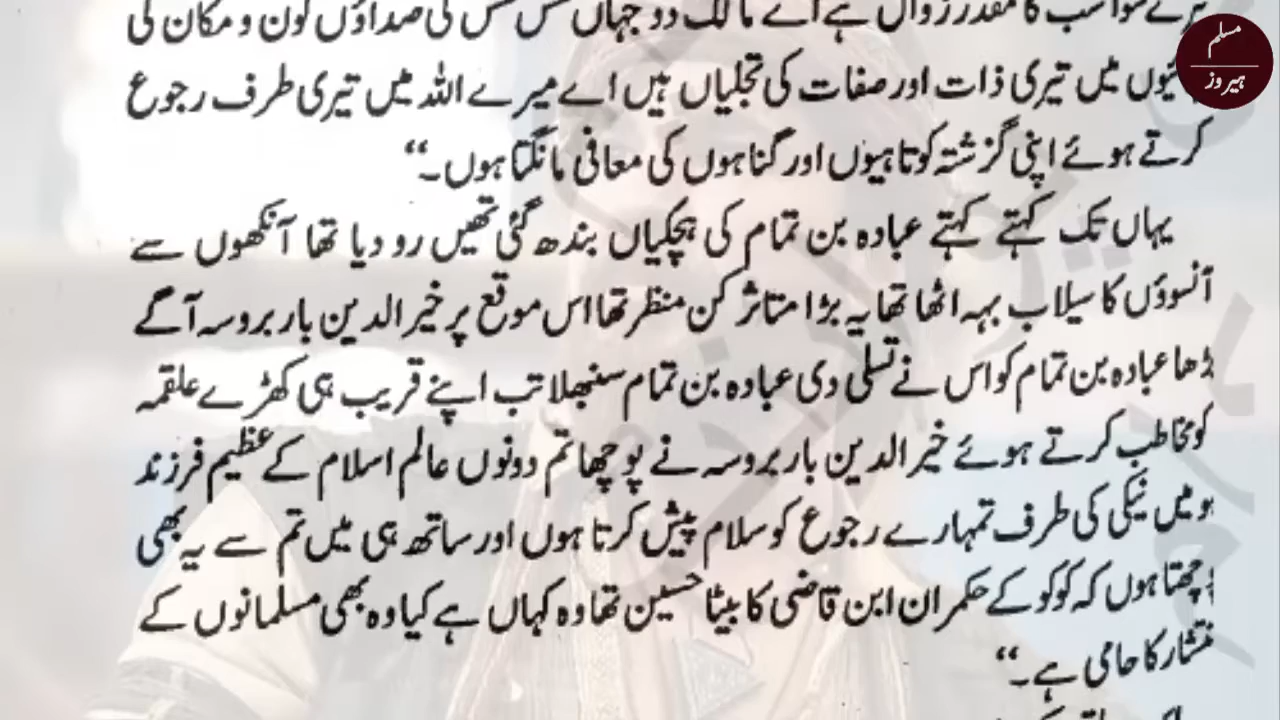 سوا سب کا مقدر زوال ہے اے مالک دو جہاں کس کس کی صداؤں کون و مکان کی
میں تیری ذات اور صفات کی تجلیاں ہیں اے میرے اللہ میں تیری طرف رجوع
کرتے ہوئے اپنی گزشتہ کوتاہیوں اور گناہوں کی معافی مانگتا ہوں۔“
یہاں تک کہتے کہتے عبادہ بن تمام کی ہچکیاں بندھ گئی تھیں رو دیا تھا آنکھوں سے
آنسوؤں کا سیلاب بہہ اٹھا تھا یہ بڑا متاثر کن منظر تھا اس موقع پر خیر الدین باربروسہ آگے
بڑھا عبادہ بن تمام کو اس نے تسلی دی عبادہ بن تمام سنبھلا تب اپنے قریب ہی کھڑے علقمہ
کو مخاطب کرتے ہوئے خیر الدین باربروسہ نے پوچھا تم دونوں عالم اسلام کے عظیم فرزند
ہو میں نیکی کی طرف تمہارے رجوع کو سلام پیش کرتا ہوں اور ساتھ ہی میں تم سے یہ بھی
پوچھتا ہوں کہ کوکو کے حکمران ابن قاضی کا بیٹا حسین تھا وہ کہاں ہے کیا وہ بھی مسلمانوں کے
انتشار کا حامی ہے۔“
مسلم
ہیروز